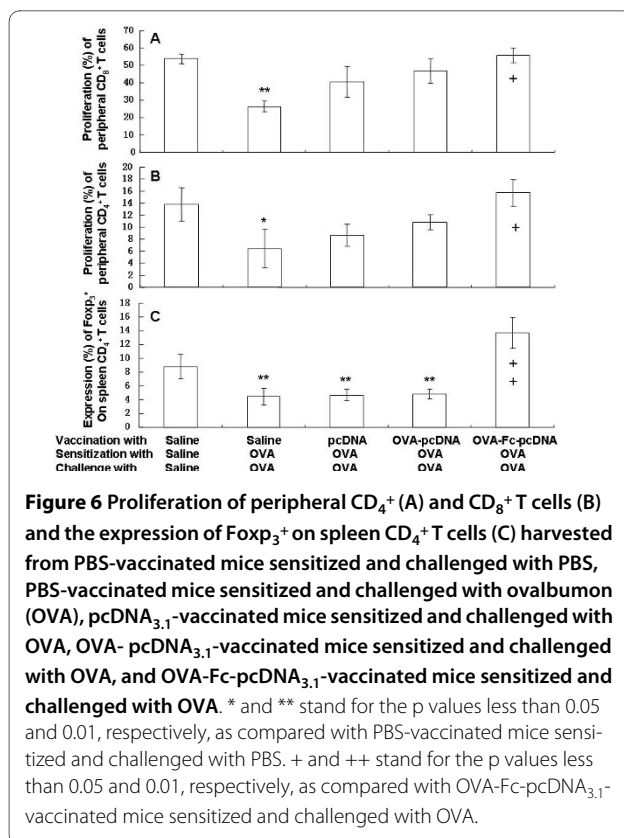 A
Proliferation (%) of
peripheral CD8+ T cells
70
60
50
40
30
20
10
0
**
+
B
Proliferation (%) of
peripheral CD4+ T cells
20
18
16
14
12
10
8
6
4
2
0
*
+
C
Expression (%) of Foxp3+
On spleen CD4+ T cells
18
16
14
12
10
8
6
4
2
0
**
**
**
+
+
Vaccination with Saline Saline pcDNA OVA-pcDNA OVA-Fc-pcDNA
Sensitization with Saline OVA OVA OVA OVA
Challenge with Saline OVA OVA OVA OVA
Figure 6 Proliferation of peripheral CD4+ (A) and CD8+ T cells (B)
and the expression of Foxp3+ on spleen CD4+ T cells (C) harvested
from PBS-vaccinated mice sensitized and challenged with PBS,
PBS-vaccinated mice sensitized and challenged with ovalbumon
(OVA), pcDNA3.1-vaccinated mice sensitized and challenged with
OVA, OVA- pcDNA3.1-vaccinated mice sensitized and challenged
with OVA, and OVA-Fc-pcDNA3.1-vaccinated mice sensitized and
challenged with OVA. * and ** stand for the p values less than 0.05
and 0.01, respectively, as compared with PBS-vaccinated mice sensi-
tized and challenged with PBS. + and ++ stand for the p values less
than 0.05 and 0.01, respectively, as compared with OVA-Fc-pcDNA3.1-
vaccinated mice sensitized and challenged with OVA.